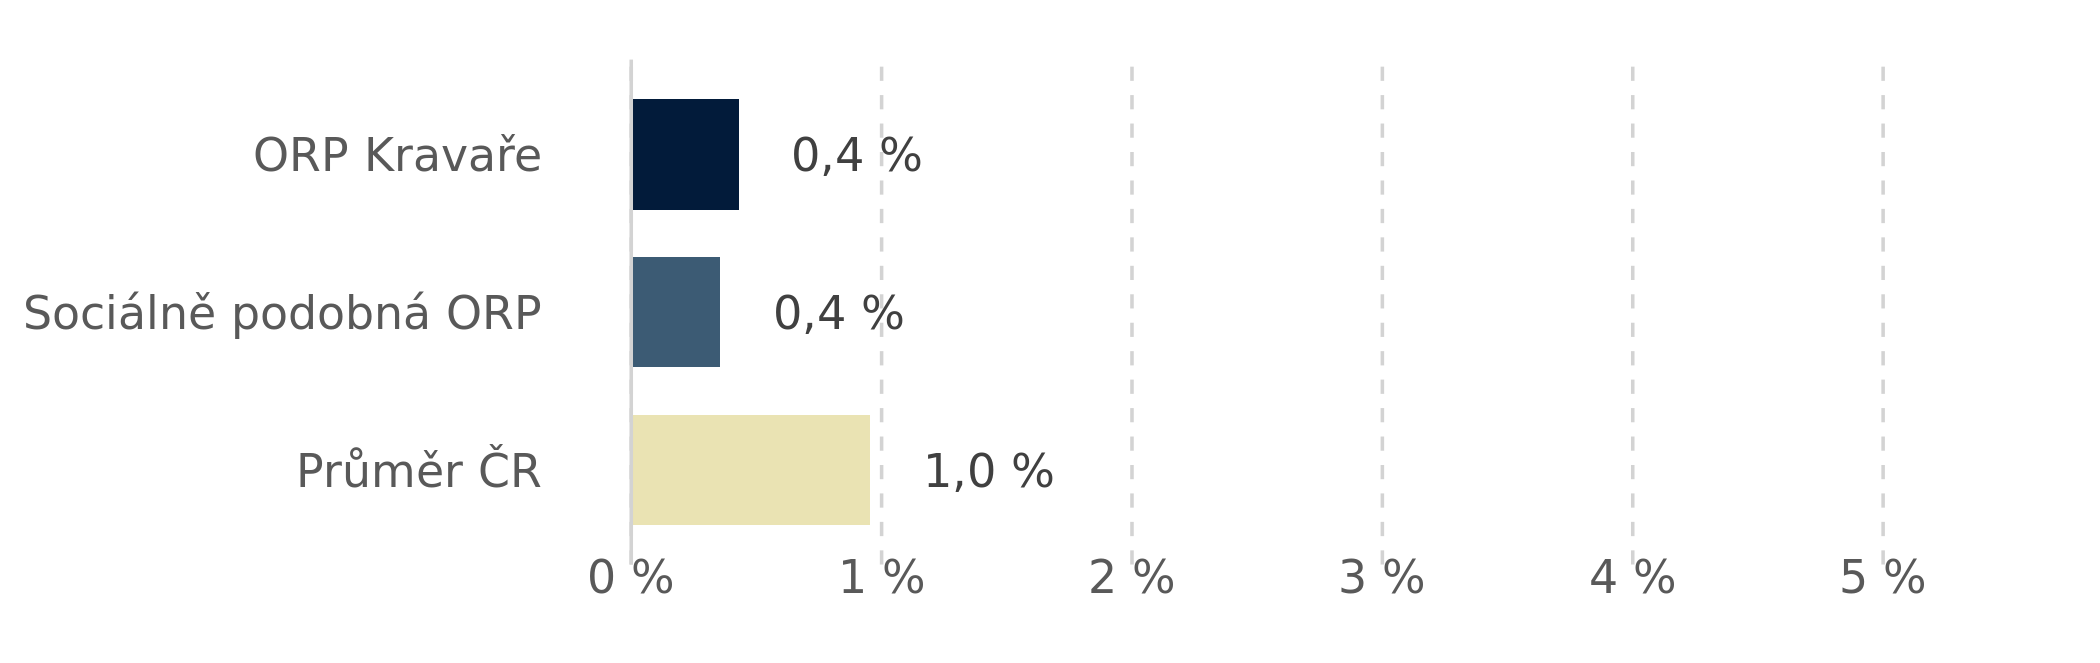 ORP Kravaře 0,4 %
Sociálně podobná ORP 0,4 %
Průměr ČR 1,0 %
0 % 1 % 2 % 3 % 4 % 5 %